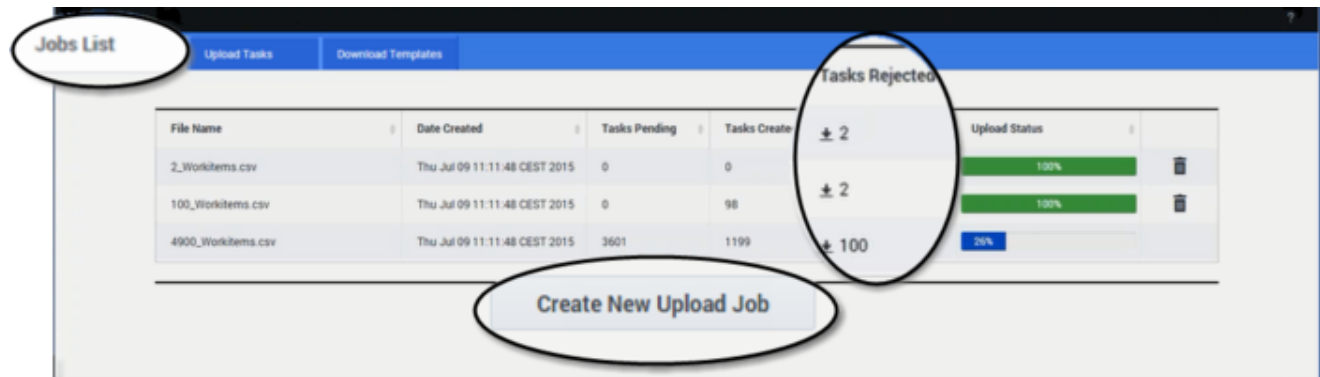 ?
Jobs List Upload Tasks Download Templates
Tasks Rejected
File Name Date Created Tasks Pending Tasks Create Upload Status
2_Workitems.csv Thu Jul 09 11:11:48 CEST 2015 0 0 2 100%
100_Workitems.csv Thu Jul 09 11:11:48 CEST 2015 0 98 2 100%
4900_Workitems.csv Thu Jul 09 11:11:48 CEST 2015 3601 1199 100 26%
Create New Upload Job